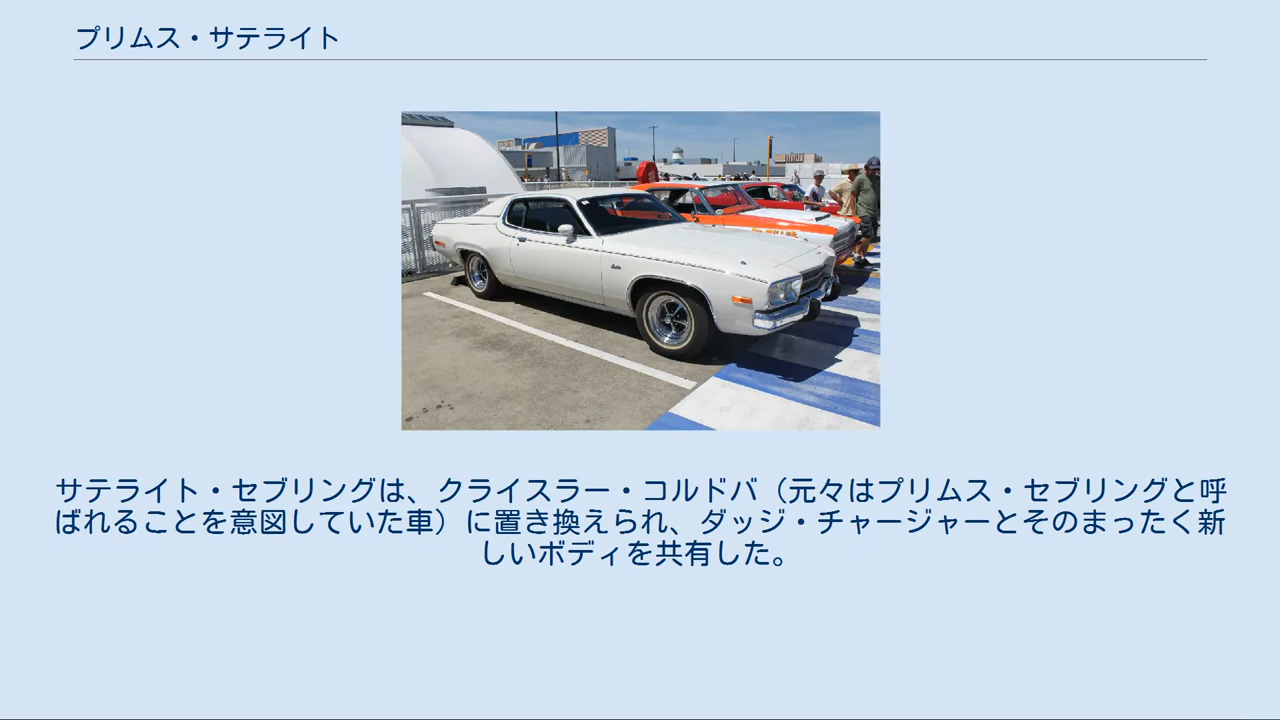 プリムス・サテライト
サテライト・セブリングは、クライスラー・コルドバ（元々はプリムス・セブリングと呼
ばれることを意図していた車）に置き換えられ、ダッジ・チャージャーとそのまったく新
しいボディを共有した。